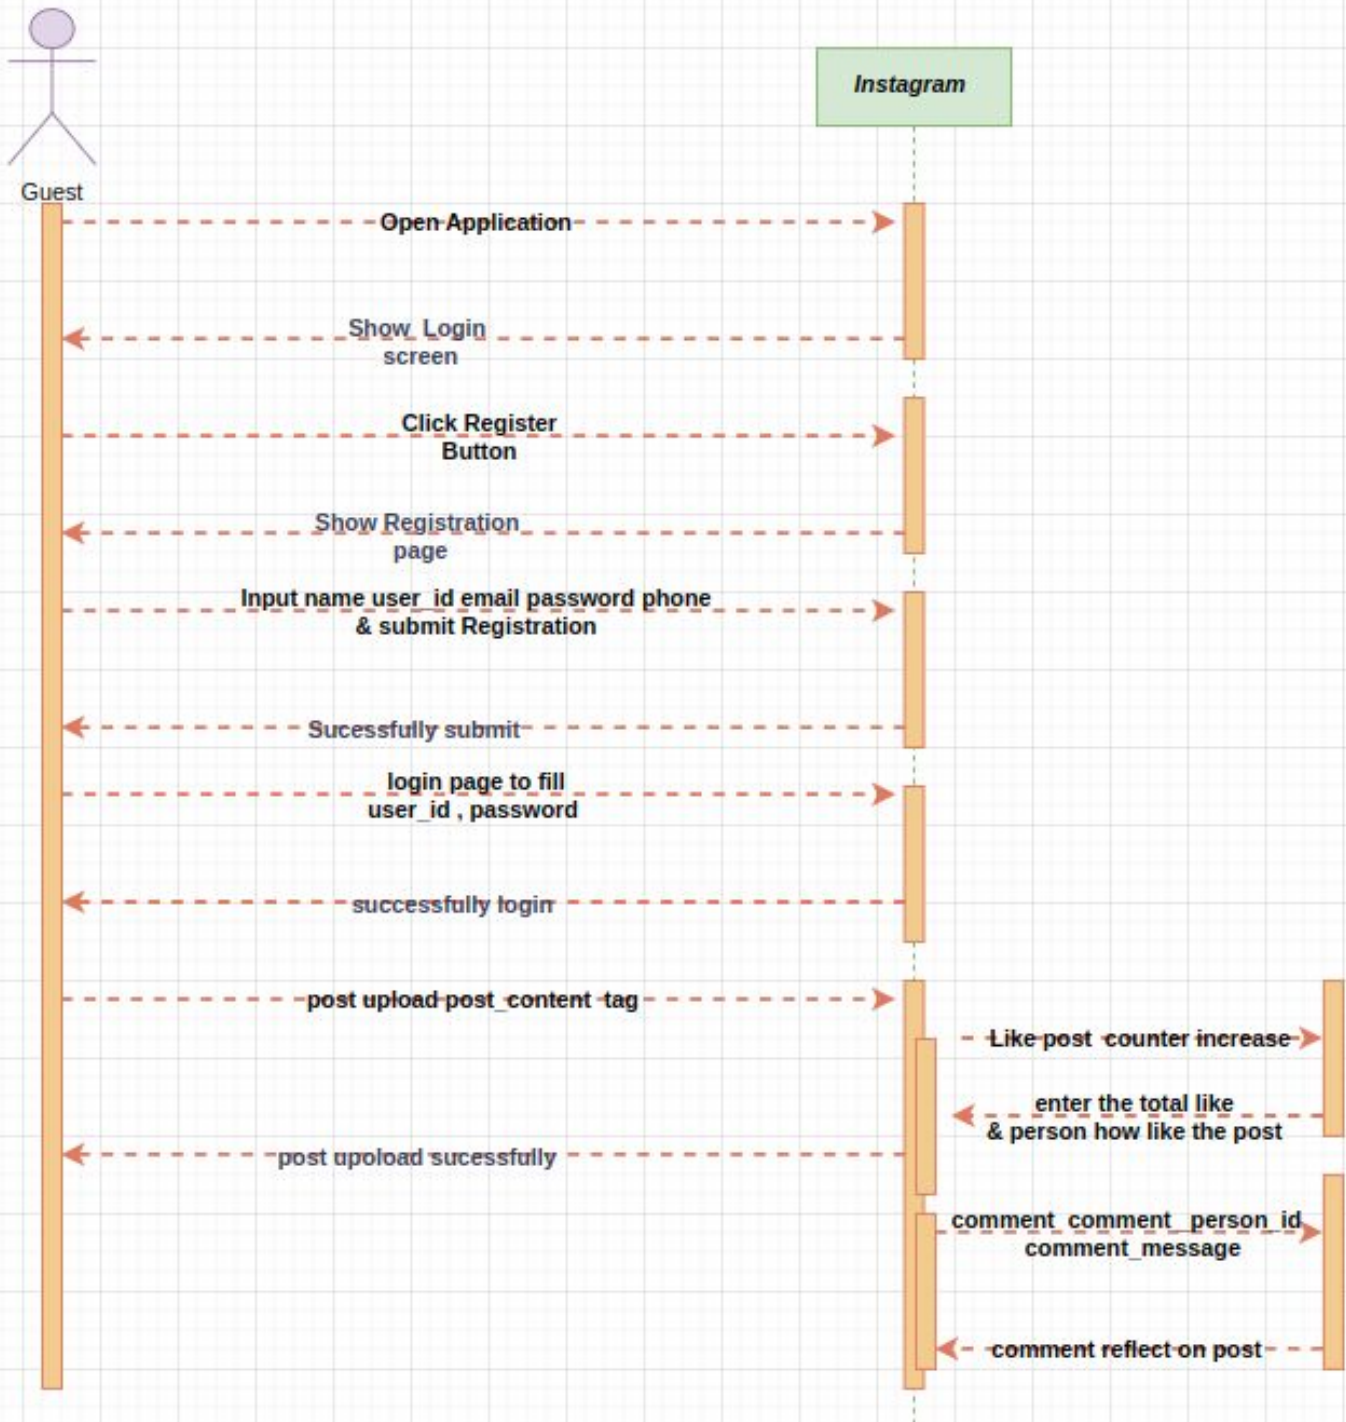 Instagram
Guest
Open Application
Show Login
screen
Click Register
Button
Show Registration
page
Input name user_id email password phone
& submit Registration
Sucessfully submit
login page to fill
user_id , password
successfully login
post upload post_content tag
Like post counter increase
enter the total like
& person how like the post
post upoload sucessfully
comment comment_person_id
comment_message
comment reflect on post